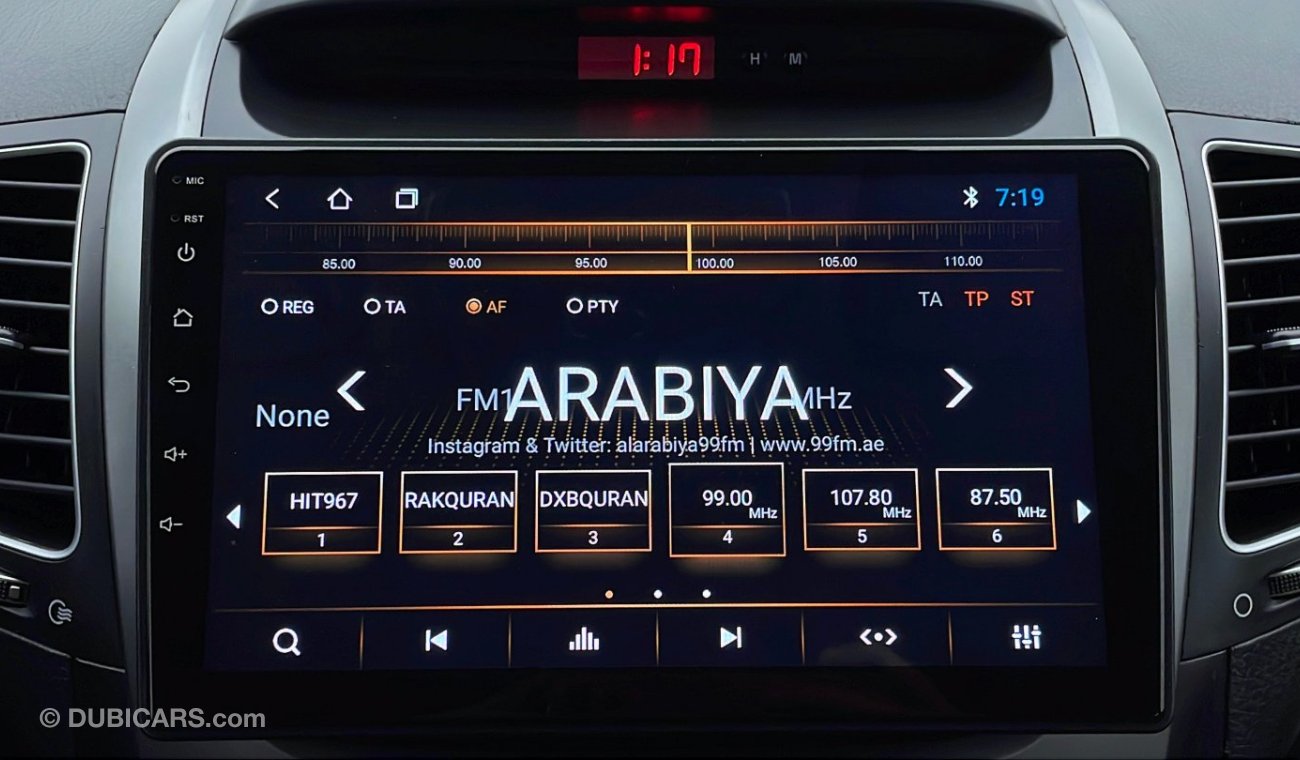 1:17 H M
MIC
RST
7:19
85.00 90.00 95.00 100.00 105.00 110.00
REG TA AF PTY TA TP ST
None FM1 ARABIYA MHz
Instagram & Twitter: alarabiya99fm | www.99fm.ae
HIT967 RAKQURAN DXBQURAN 99.00 MHz 107.80 MHz 87.50 MHz
1 2 3 4 5 6
© DUBICARS.com